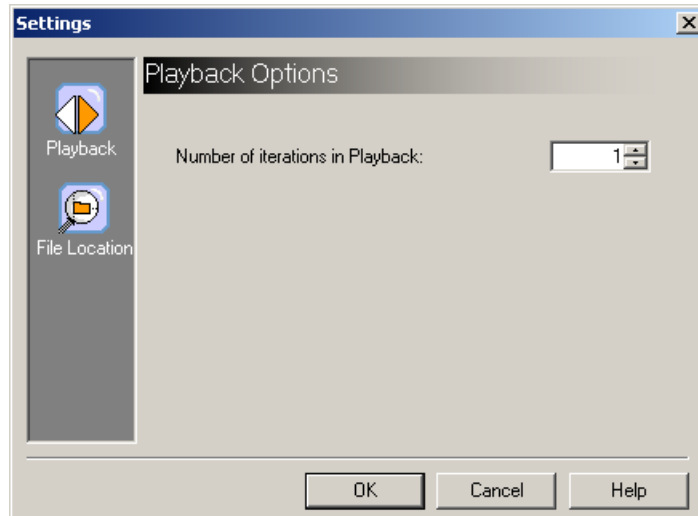 Settings
Playback Options
Playback
Number of iterations in Playback:
1
File Location
OK
Cancel
Help